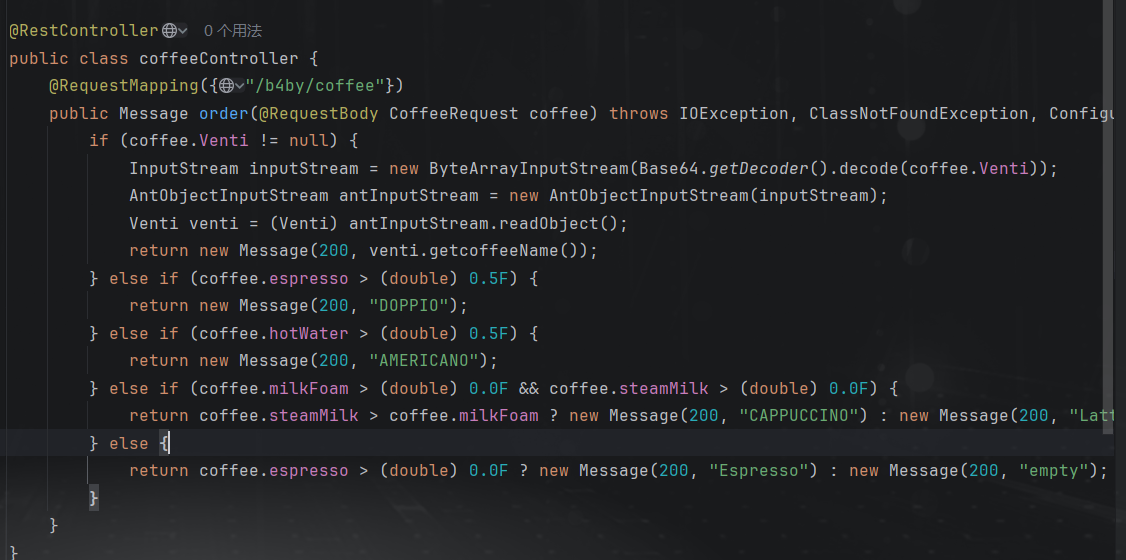 @RestController 0 个用法
public class coffeeController {
@RequestMapping({"/b4by/coffee"})
public Message order(@RequestBody CoffeeRequest coffee) throws IOException, ClassNotFoundException, Configu
if (coffee.Venti != null) {
InputStream inputStream = new ByteArrayInputStream(Base64.getDecoder().decode(coffee.Venti));
AntObjectInputStream antInputStream = new AntObjectInputStream(inputStream);
Venti venti = (Venti) antInputStream.readObject();
return new Message(200, venti.getcoffeeName());
} else if (coffee.espresso > (double) 0.5F) {
return new Message(200, "DOPPIO");
} else if (coffee.hotWater > (double) 0.5F) {
return new Message(200, "AMERICANO");
} else if (coffee.milkFoam > (double) 0.0F && coffee.steamMilk > (double) 0.0F) {
return coffee.steamMilk > coffee.milkFoam ? new Message(200, "CAPPUCCINO") : new Message(200, "Latt
} else {
return coffee.espresso > (double) 0.0F ? new Message(200, "Espresso") : new Message(200, "empty");
}
}
}